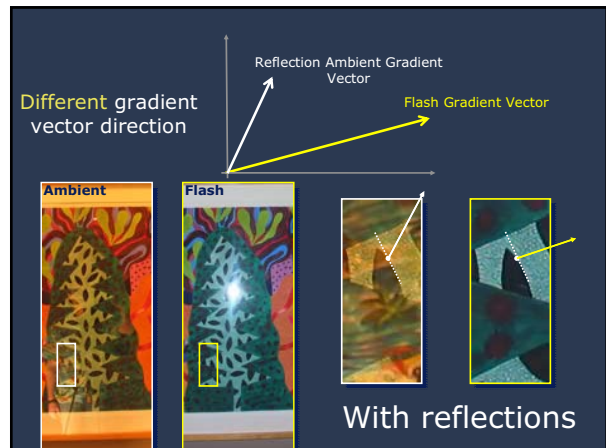 Reflection Ambient Gradient
Vector
Different gradient
vector direction
Flash Gradient Vector
Ambient
Flash
With reflections